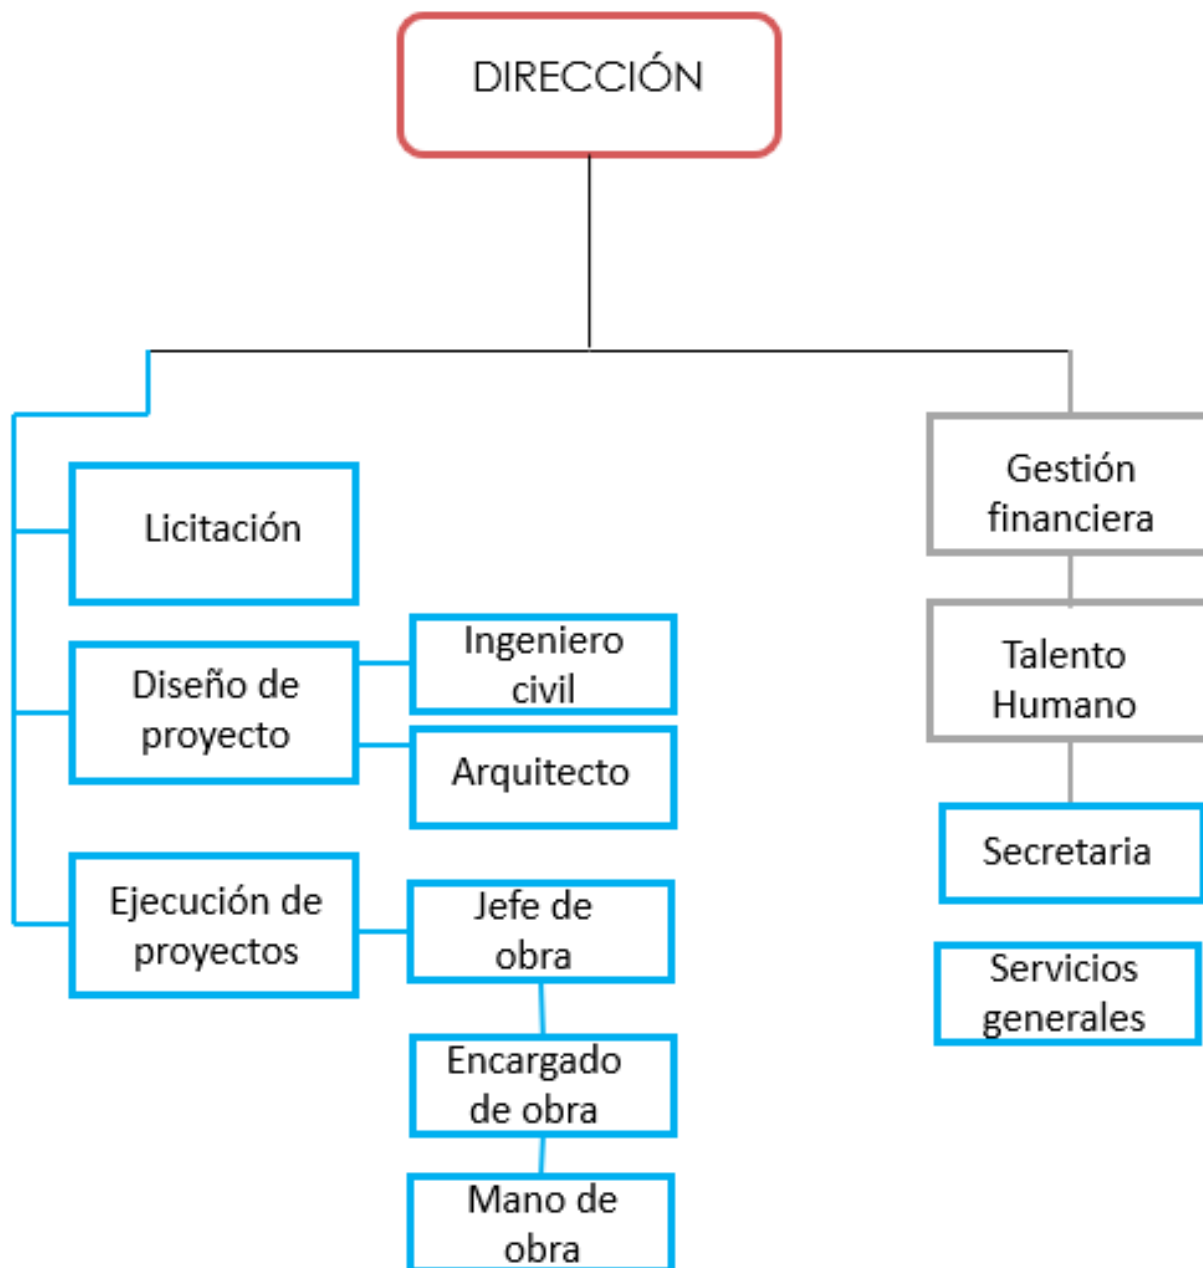 DIRECCIÓN
Licitación
Diseño de
proyecto
Ingeniero
civil
Arquitecto
Ejecución de
proyectos
Jefe de
obra
Encargado
de obra
Mano de
obra
Gestión
financiera
Talento
Humano
Secretaria
Servicios
generales